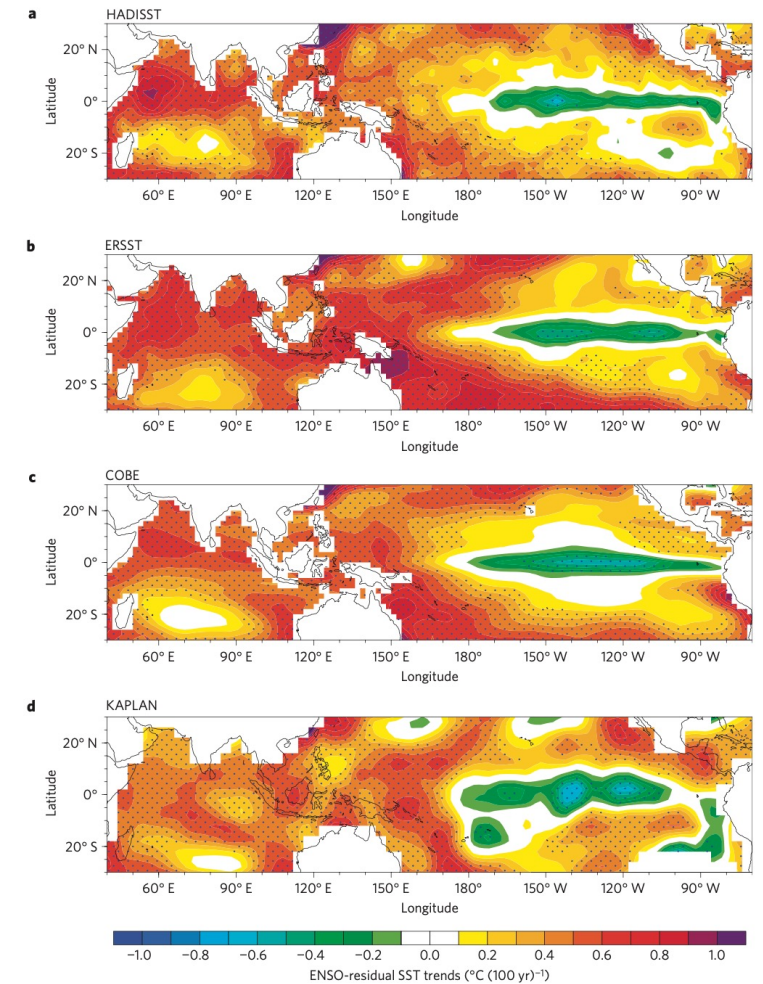 a HADISST
20° N
0°
20° S
Latitude
60° E 90° E 120° E 150° E 180° 150° W 120° W 90° W
Longitude
b ERSST
20° N
0°
20° S
Latitude
60° E 90° E 120° E 150° E 180° 150° W 120° W 90° W
Longitude
c COBE
20° N
0°
20° S
Latitude
60° E 90° E 120° E 150° E 180° 150° W 120° W 90° W
Longitude
d KAPLAN
20° N
0°
20° S
Latitude
60° E 90° E 120° E 150° E 180° 150° W 120° W 90° W
Longitude
−1.0 −0.8 −0.6 −0.4 −0.2 0.0 0.2 0.4 0.6 0.8 1.0
ENSO-residual SST trends (°C (100 yr)⁻¹)